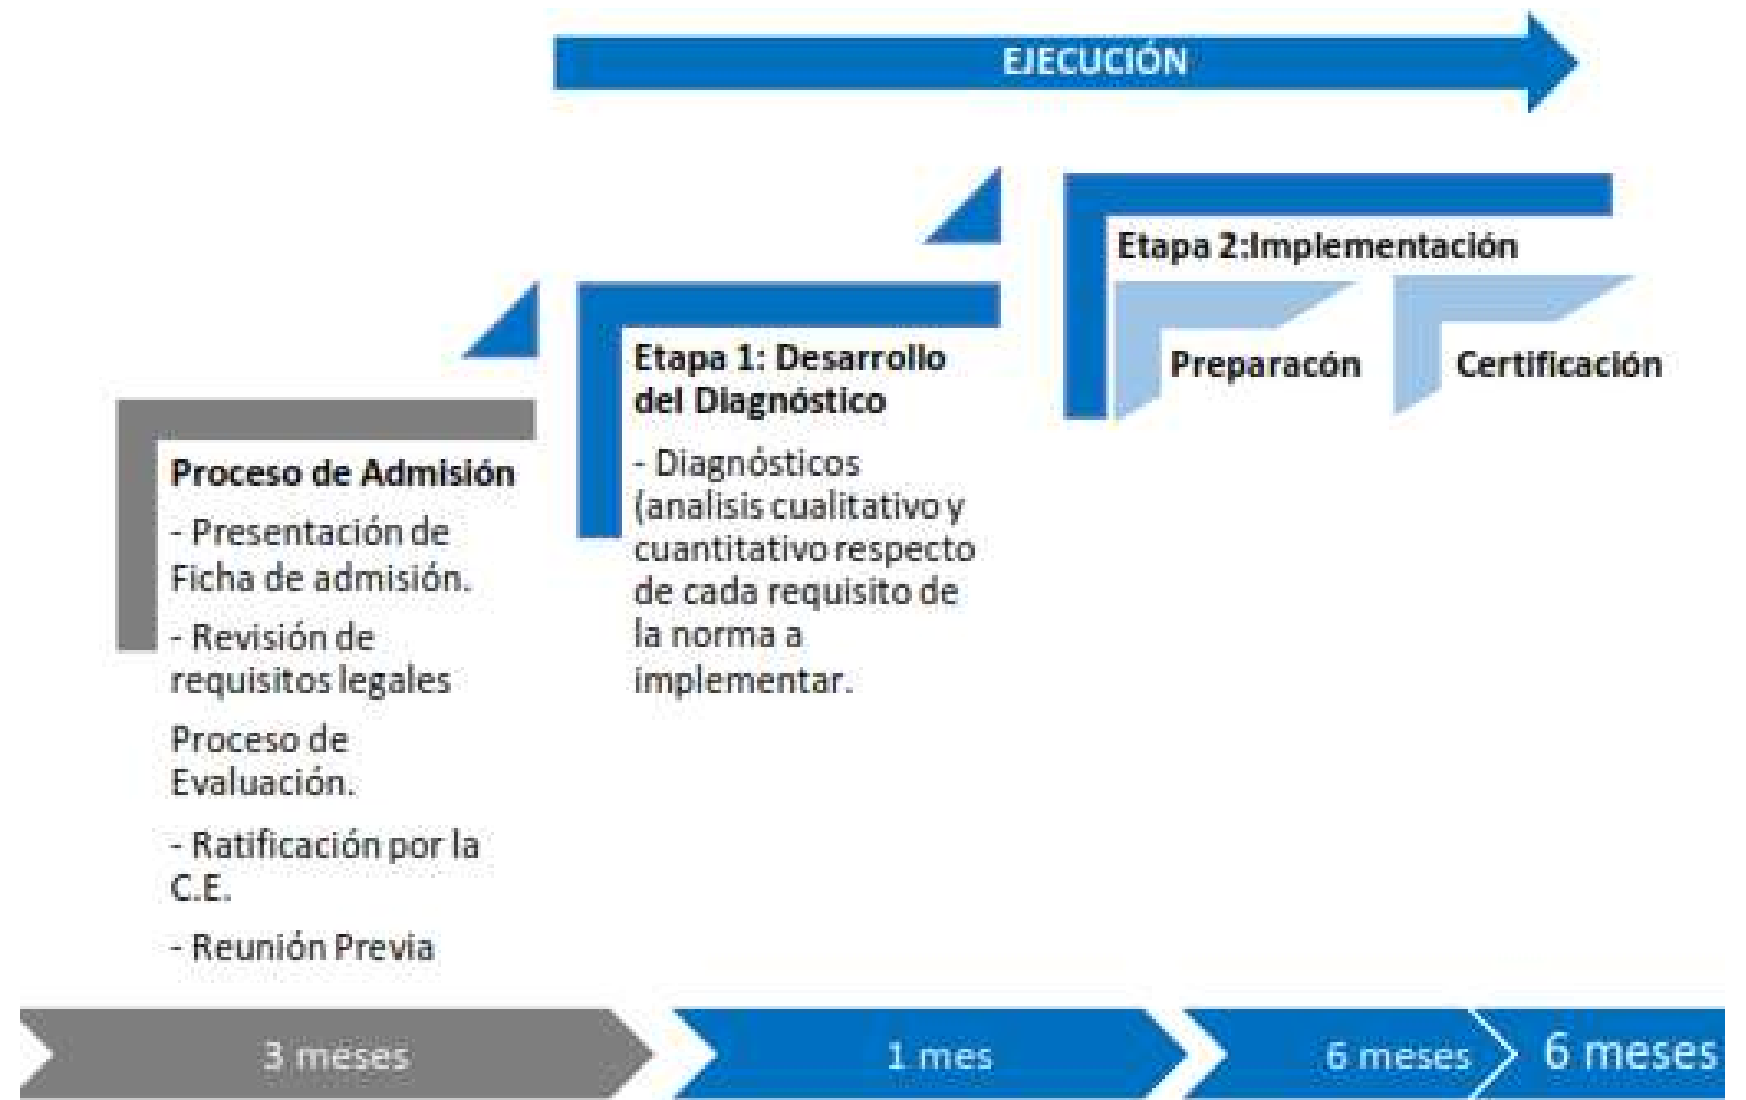 EJECUCIÓN
Etapa 2:Implementación
Preparacón
Certificación
Etapa 1: Desarrollo
del Diagnóstico
- Diagnósticos
(analisis cualitativo y
cuantitativo respecto
de cada requisito de
la norma a
implementar.
Proceso de Admisión
- Presentación de
Ficha de admisión.
- Revisión de
requisitos legales
Proceso de
Evaluación.
- Ratificación por la
C.E.
- Reunión Previa
3 meses
1 mes
6 meses
6 meses